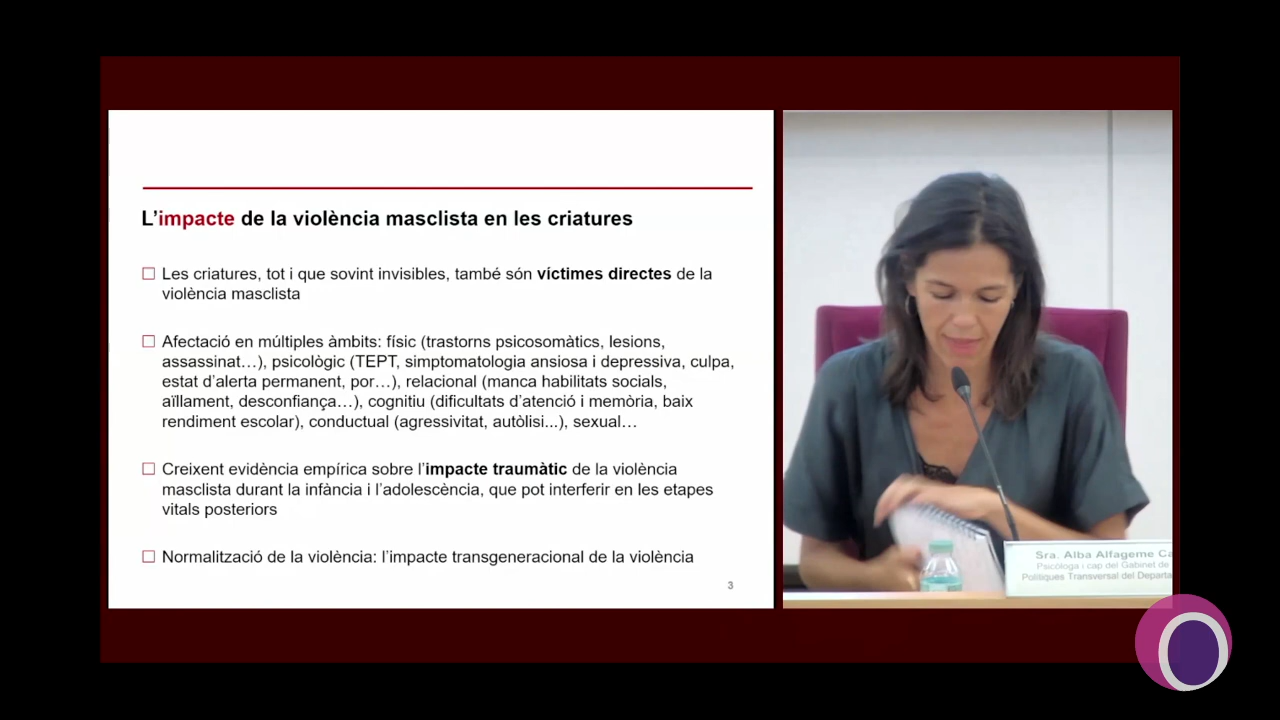 L’impacte de la violència masclista en les criatures
Les criatures, tot i que sovint invisibles, també són víctimes directes de la
violència masclista
Afectació en múltiples àmbits: físic (trastorns psicosomàtics, lesions,
assassinat…), psicològic (TEPT, simptomatologia ansiosa i depressiva, culpa,
estat d’alerta permanent, por…), relacional (manca habilitats socials,
aïllament, desconfiança…), cognitiu (dificultats d’atenció i memòria, baix
rendiment escolar), conductual (agressivitat, autòlisi...), sexual…
Creixent evidència empírica sobre l’impacte traumàtic de la violència
masclista durant la infància i l’adolescència, que pot interferir en les etapes
vitals posteriors
Normalització de la violència: l’impacte transgeneracional de la violència
3
Sra. Alba Alfageme Ca
Psicòloga i cap del Gabinet de
Polítiques Transversal del Departa